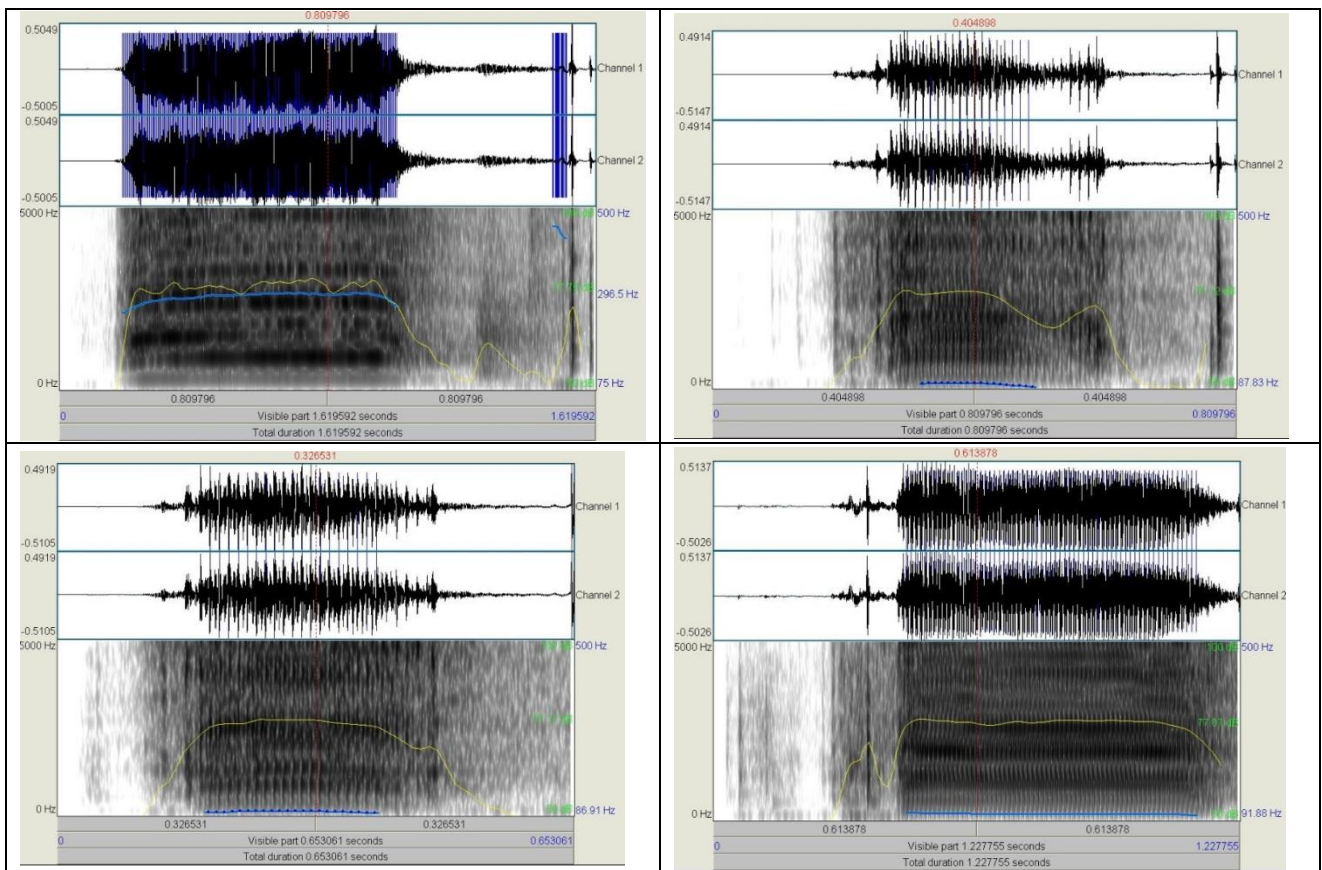 0.809796
0.5049
Channel 1
-0.5005
0.5049
Channel 2
-0.5005
5000 Hz
500 Hz
296.5 Hz
0 Hz
75 Hz
0.809796
0.809796
0
Visible part 1.619592 seconds
1.619592
Total duration 1.619592 seconds
0.404898
0.4914
Channel 1
-0.5147
0.4914
Channel 2
-0.5147
5000 Hz
500 Hz
0 Hz
87.83 Hz
0.404898
0.404898
0
Visible part 0.809796 seconds
0.809796
Total duration 0.809796 seconds
0.326531
0.4919
Channel 1
-0.5105
0.4919
Channel 2
-0.5105
5000 Hz
500 Hz
0 Hz
86.91 Hz
0.326531
0.326531
0
Visible part 0.653061 seconds
0.653061
Total duration 0.653061 seconds
0.613878
0.5137
Channel 1
-0.5026
0.5137
Channel 2
-0.5026
5000 Hz
100 dB
500 Hz
0 Hz
91.88 Hz
0.613878
0.613878
0
Visible part 1.227755 seconds
1.227755
Total duration 1.227755 seconds